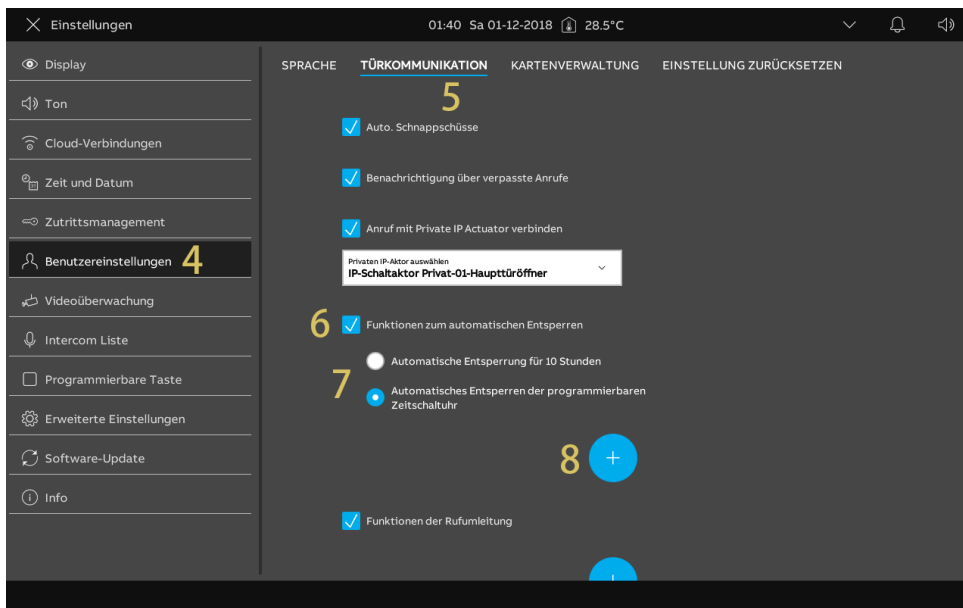 Einstellungen
01:40 Sa 01-12-2018 28.5°C
Display
Ton
Cloud-Verbindungen
Zeit und Datum
Zutrittsmanagement
Benutzereinstellungen 4
Videoüberwachung
Intercom Liste
Programmierbare Taste
Erweiterte Einstellungen
Software-Update
Info
SPRACHE TÜRKOMMUNIKATION KARTENVERWALTUNG EINSTELLUNG ZURÜCKSETZEN
5
Auto. Schnappschüsse
Benachrichtigung über verpasste Anrufe
Anruf mit Private IP Actuator verbinden
Privaten IP-Aktor auswählen
IP-Schaltaktor Privat-01-Haupttüröffner
6 Funktionen zum automatischen Entsperren
Automatische Entsperrung für 10 Stunden
7
Automatisches Entsperren der programmierbaren
Zeitschaltuhr
8 +
Funktionen der Rufumleitung